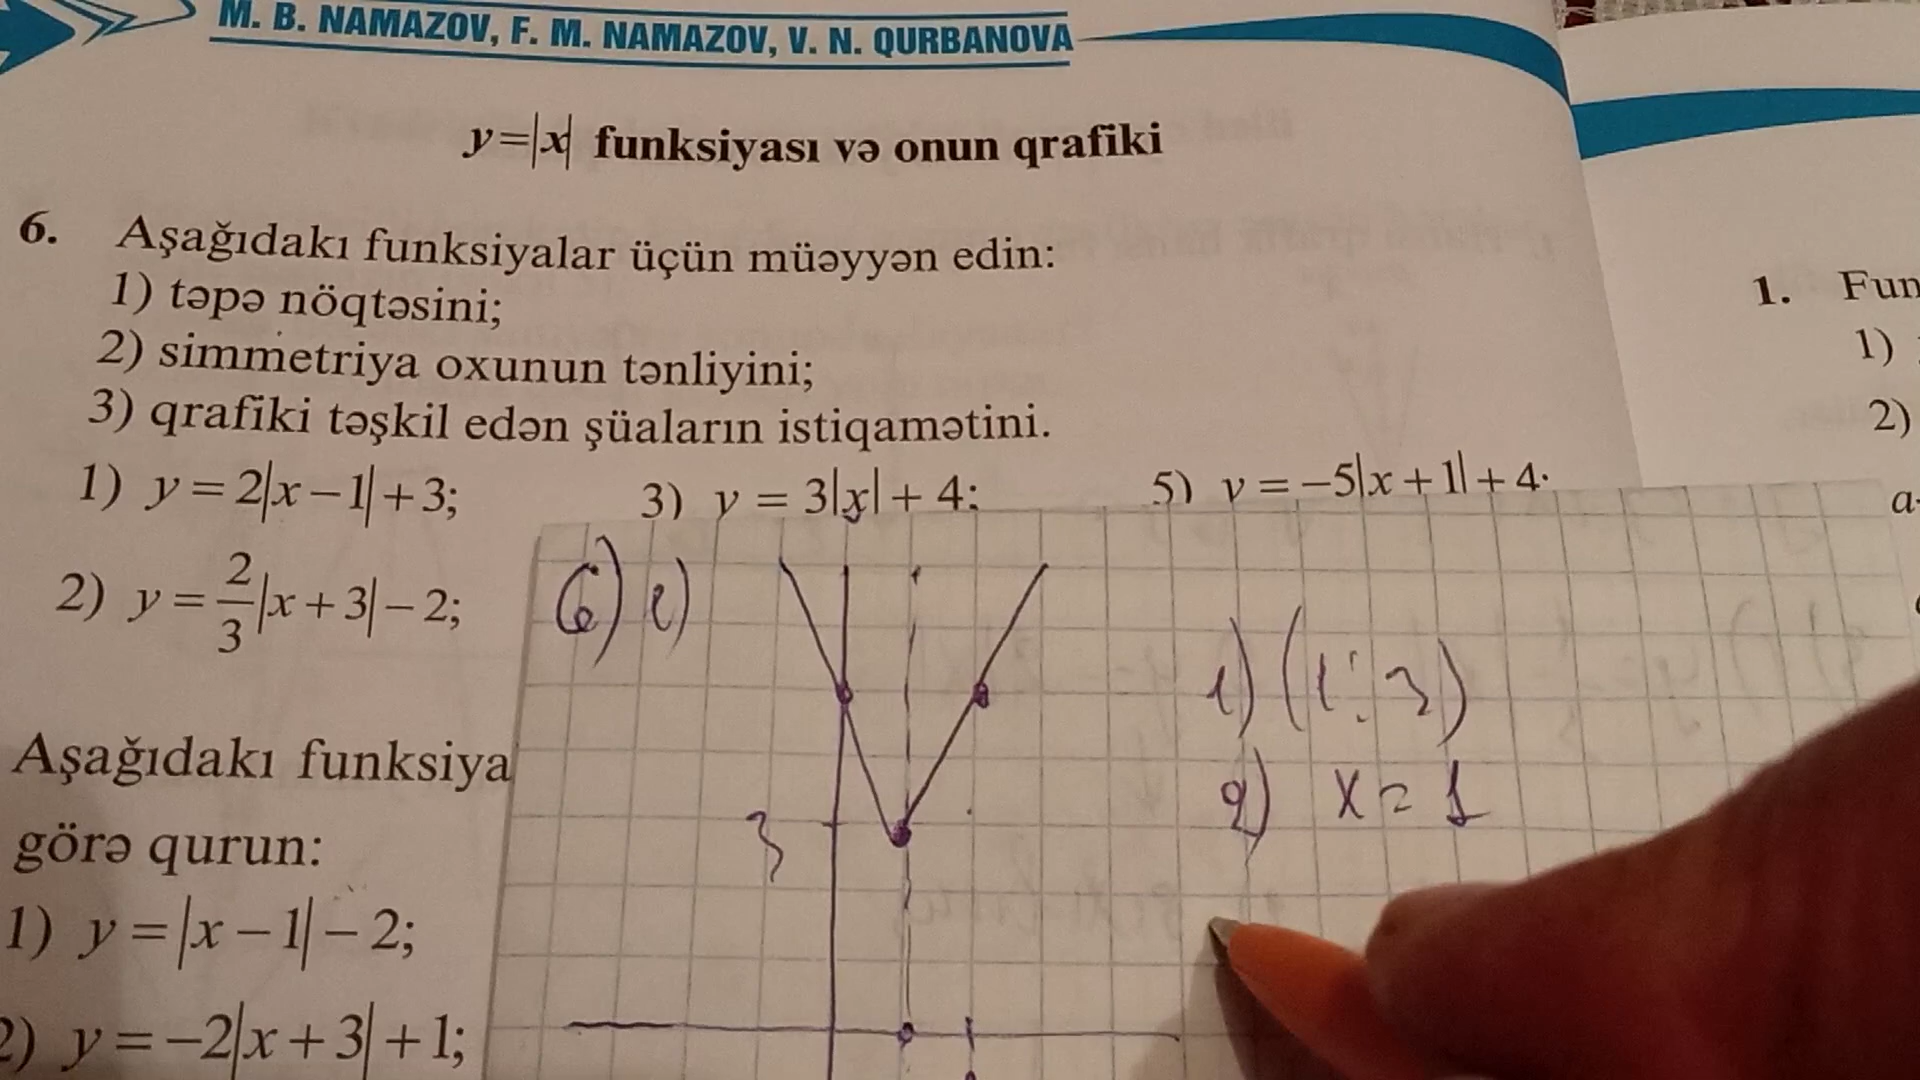 M. B. NAMAZOV, F. M. NAMAZOV, V. N. QURBANOVA
y=|x| funksiyası və onun qrafiki
6. Aşağıdakı funksiyalar üçün müəyyən edin:
1) təpə nöqtəsini;
2) simmetriya oxunun tənliyini;
3) qrafiki təşkil edən şüaların istiqamətini.
1) y=2|x−1|+3; 3) y = 3|x|+4; 5) y=−5|x+1|+4.
2) y=2/3|x+3|−2;
Aşağıdakı funksiya
görə qurun:
1) y=|x−1|−2;
2) y=−2|x+3|+1;
6) 1)
3
1) (1; 3)
2) x = 1
1. Fun
1)
2)
a